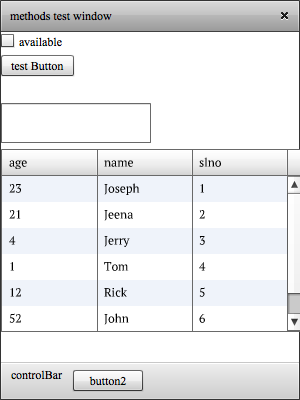 methods test window
available
test Button
age name slno
23 Joseph 1
21 Jeena 2
4 Jerry 3
1 Tom 4
12 Rick 5
52 John 6
controlBar button2